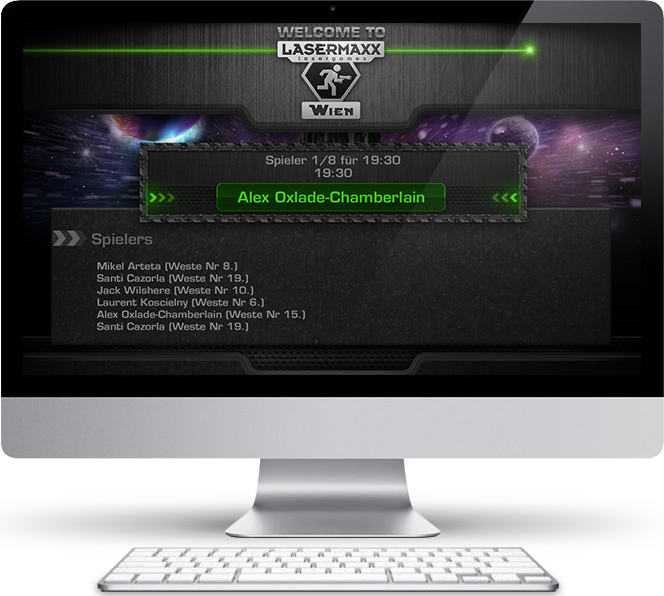 WELCOME TO
LASERMAXX
lasergames
WIEN
Spieler 1/8 für 19:30
19:30
Alex Oxlade-Chamberlain
Spielers
Mikel Arteta (Weste Nr 8.)
Santi Cazorla (Weste Nr 19.)
Jack Wilshere (Weste Nr 10.)
Laurent Koscielny (Weste Nr 6.)
Alex Oxlade-Chamberlain (Weste Nr 15.)
Santi Cazorla (Weste Nr 19.)